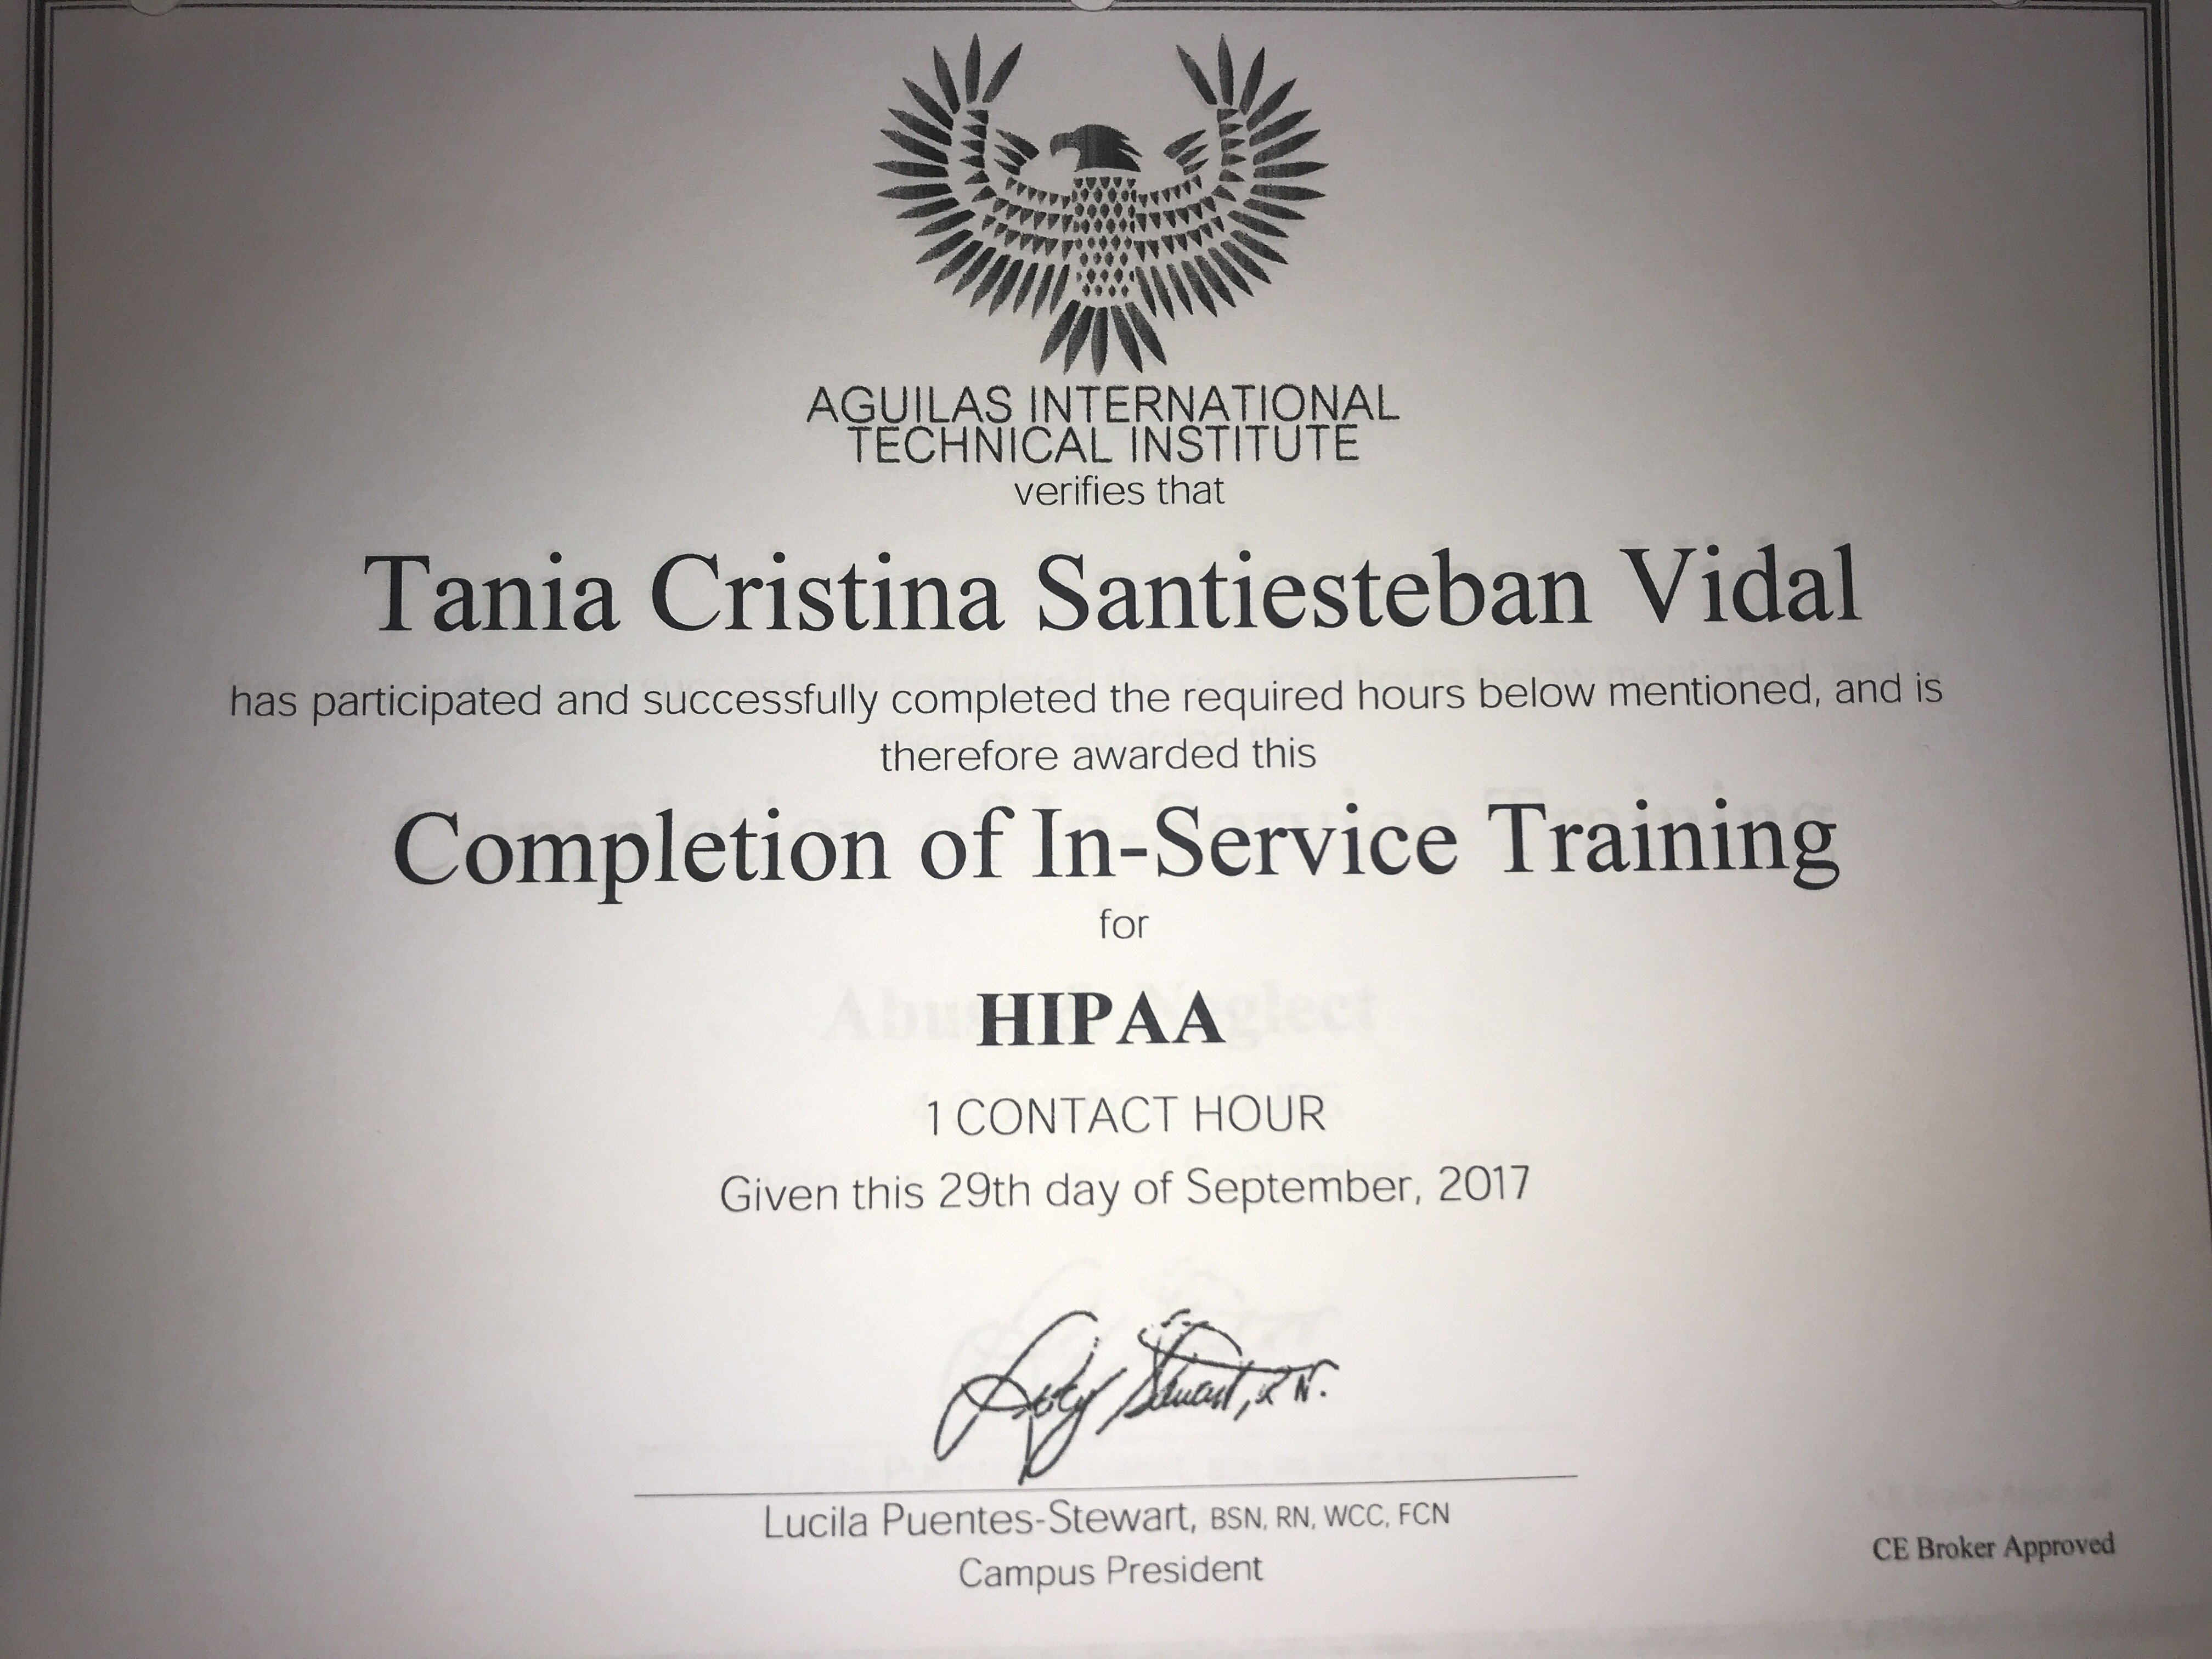 AGUILAS INTERNATIONAL
TECHNICAL INSTITUTE
verifies that
Tania Cristina Santiesteban Vidal
has participated and successfully completed the required hours below mentioned, and is
therefore awarded this
Completion of In-Service Training
for
HIPAA
1 CONTACT HOUR
Given this 29th day of September, 2017
Lucila Puentes-Stewart, BSN, RN, WCC, FCN
Campus President
CE Broker Approved